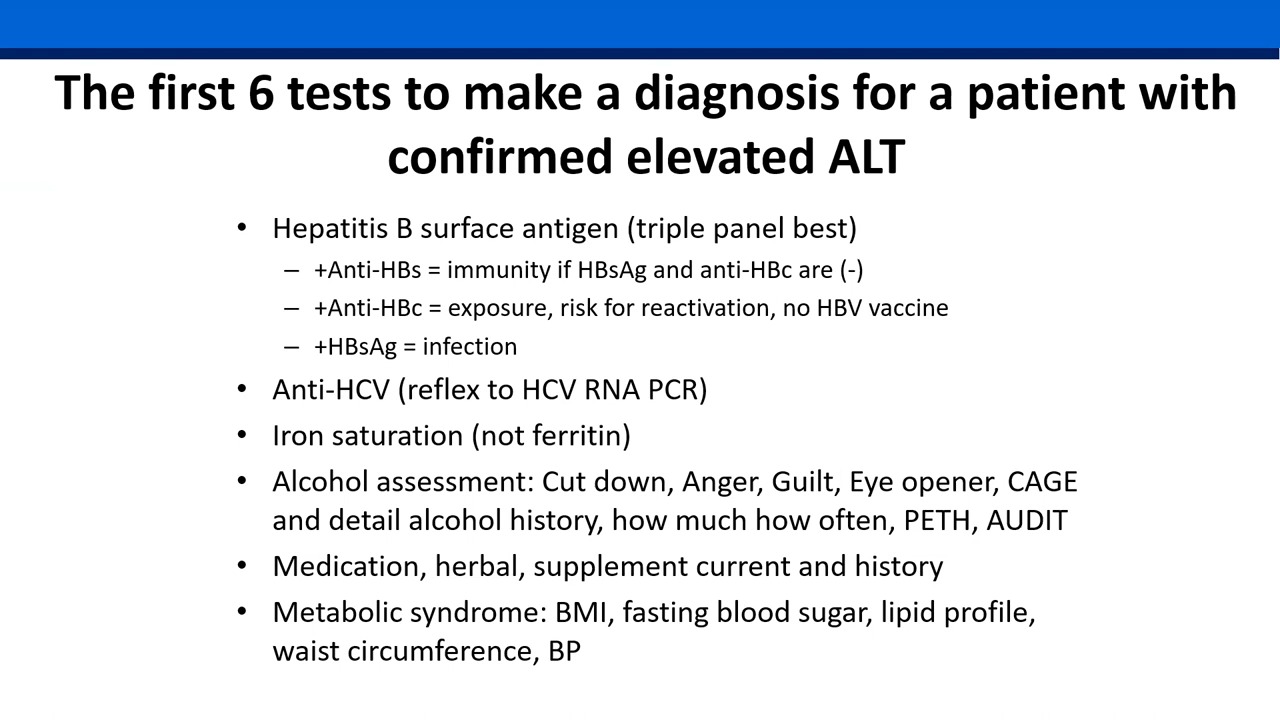 The first 6 tests to make a diagnosis for a patient with
confirmed elevated ALT
• Hepatitis B surface antigen (triple panel best)
– +Anti-HBs = immunity if HBsAg and anti-HBc are (-)
– +Anti-HBc = exposure, risk for reactivation, no HBV vaccine
– +HBsAg = infection
• Anti-HCV (reflex to HCV RNA PCR)
• Iron saturation (not ferritin)
• Alcohol assessment: Cut down, Anger, Guilt, Eye opener, CAGE
and detail alcohol history, how much how often, PETH, AUDIT
• Medication, herbal, supplement current and history
• Metabolic syndrome: BMI, fasting blood sugar, lipid profile,
waist circumference, BP